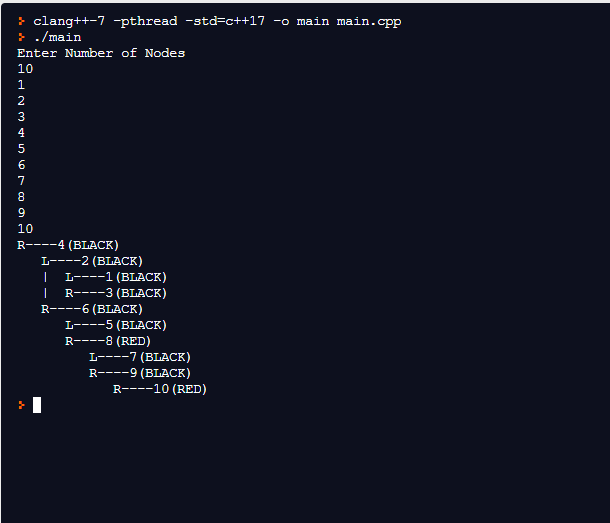 > clang++-7 -pthread -std=c++17 -o main main.cpp
> ./main
Enter Number of Nodes
10
1
2
3
4
5
6
7
8
9
10
R----4(BLACK)
   L----2(BLACK)
   |  L----1(BLACK)
   |  R----3(BLACK)
   R----6(BLACK)
      L----5(BLACK)
      R----8(RED)
         L----7(BLACK)
         R----9(BLACK)
            R----10(RED)
>